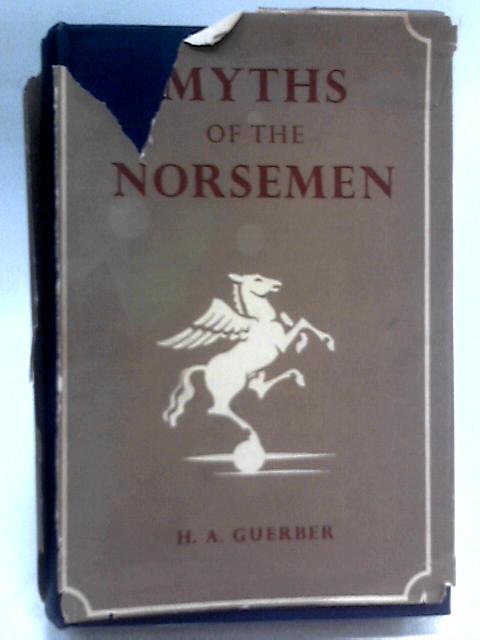 MYTHS
OF THE
NORSEMEN
H. A. GUERBER